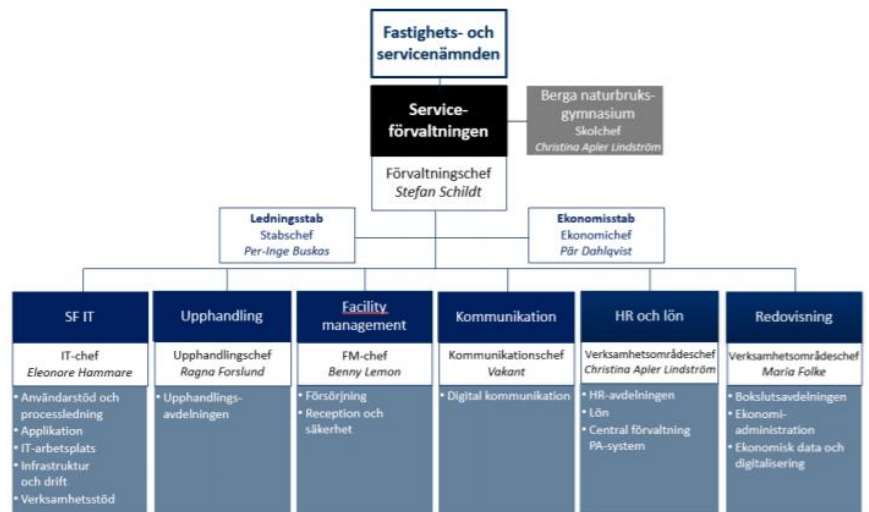 Fastighets- och
servicenämnden
Service-
förvaltningen
Förvaltningschef
Stefan Schildt
Berga naturbruks-
gymnasium
Skolchef
Christina Apler Lindström
Ledningsstab
Stabschef
Per-Inge Buskas
Ekonomisstab
Ekonomichef
Pär Dahlqvist
SF IT
IT-chef
Eleonore Hammare
• Användarstöd och
processledning
• Applikation
• IT-arbetsplats
• Infrastruktur
och drift
• Verksamhetsstöd
Upphandling
Upphandlingschef
Ragna Forslund
• Upphandlings-
avdelningen
Facility
management
FM-chef
Benny Lemon
• Försörjning
• Reception och
säkerhet
Kommunikation
Kommunikationschef
Vakant
• Digital kommunikation
HR och lön
Verksamhetsområdeschef
Christina Apler Lindström
• HR-avdelningen
• Lön
• Central förvaltning
PA-system
Redovisning
Verksamhetsområdeschef
Maria Folke
• Bokslutsavdelningen
• Ekonomi-
administration
• Ekonomisk data och
digitalisering